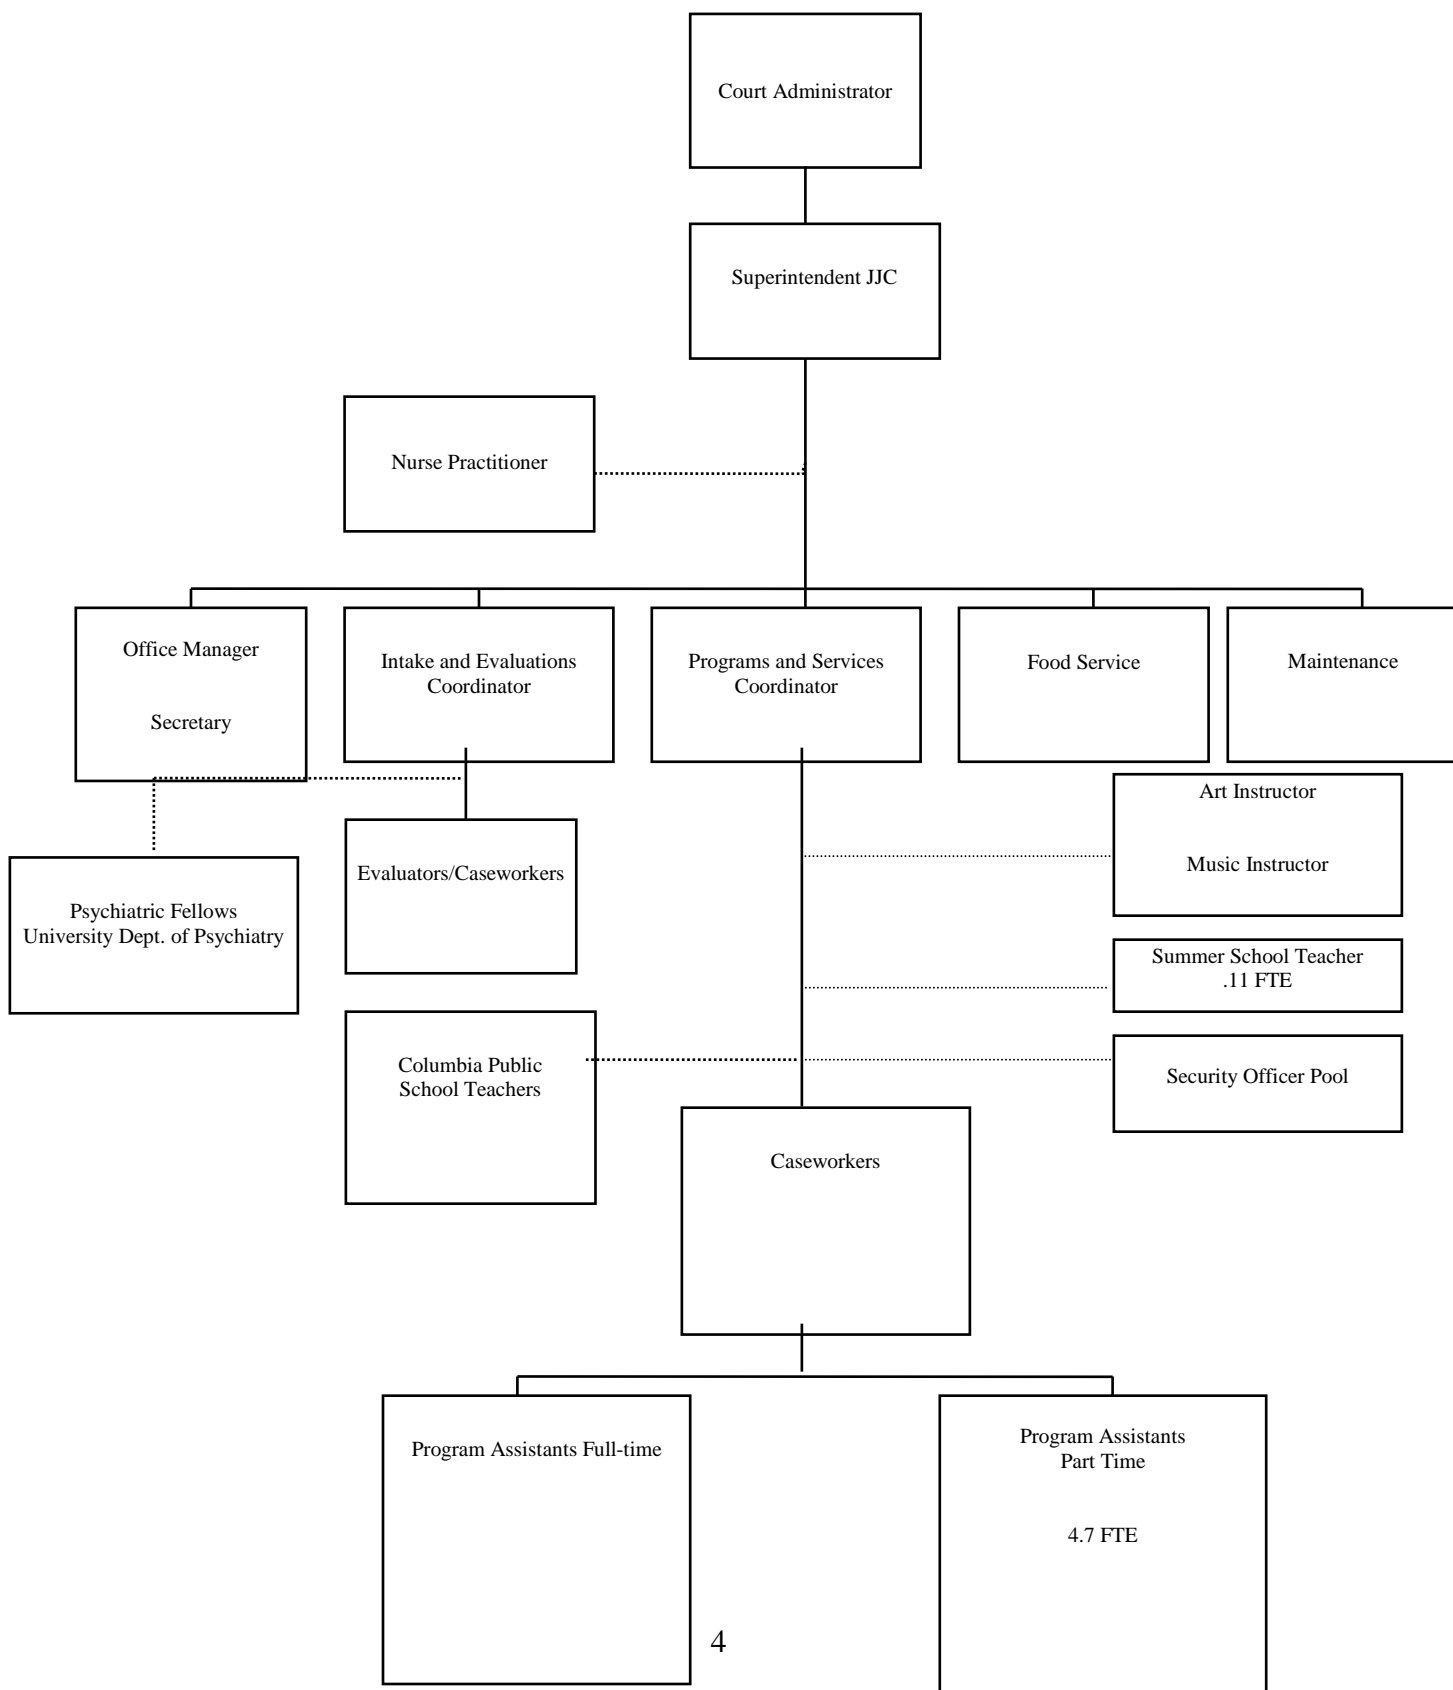 Court Administrator
Superintendent JJC
Nurse Practitioner
Office Manager
Secretary
Intake and Evaluations
Coordinator
Programs and Services
Coordinator
Food Service
Maintenance
Art Instructor
Music Instructor
Evaluators/Caseworkers
Psychiatric Fellows
University Dept. of Psychiatry
Summer School Teacher
.11 FTE
Columbia Public
School Teachers
Security Officer Pool
Caseworkers
Program Assistants Full-time
Program Assistants
Part Time
4.7 FTE
4